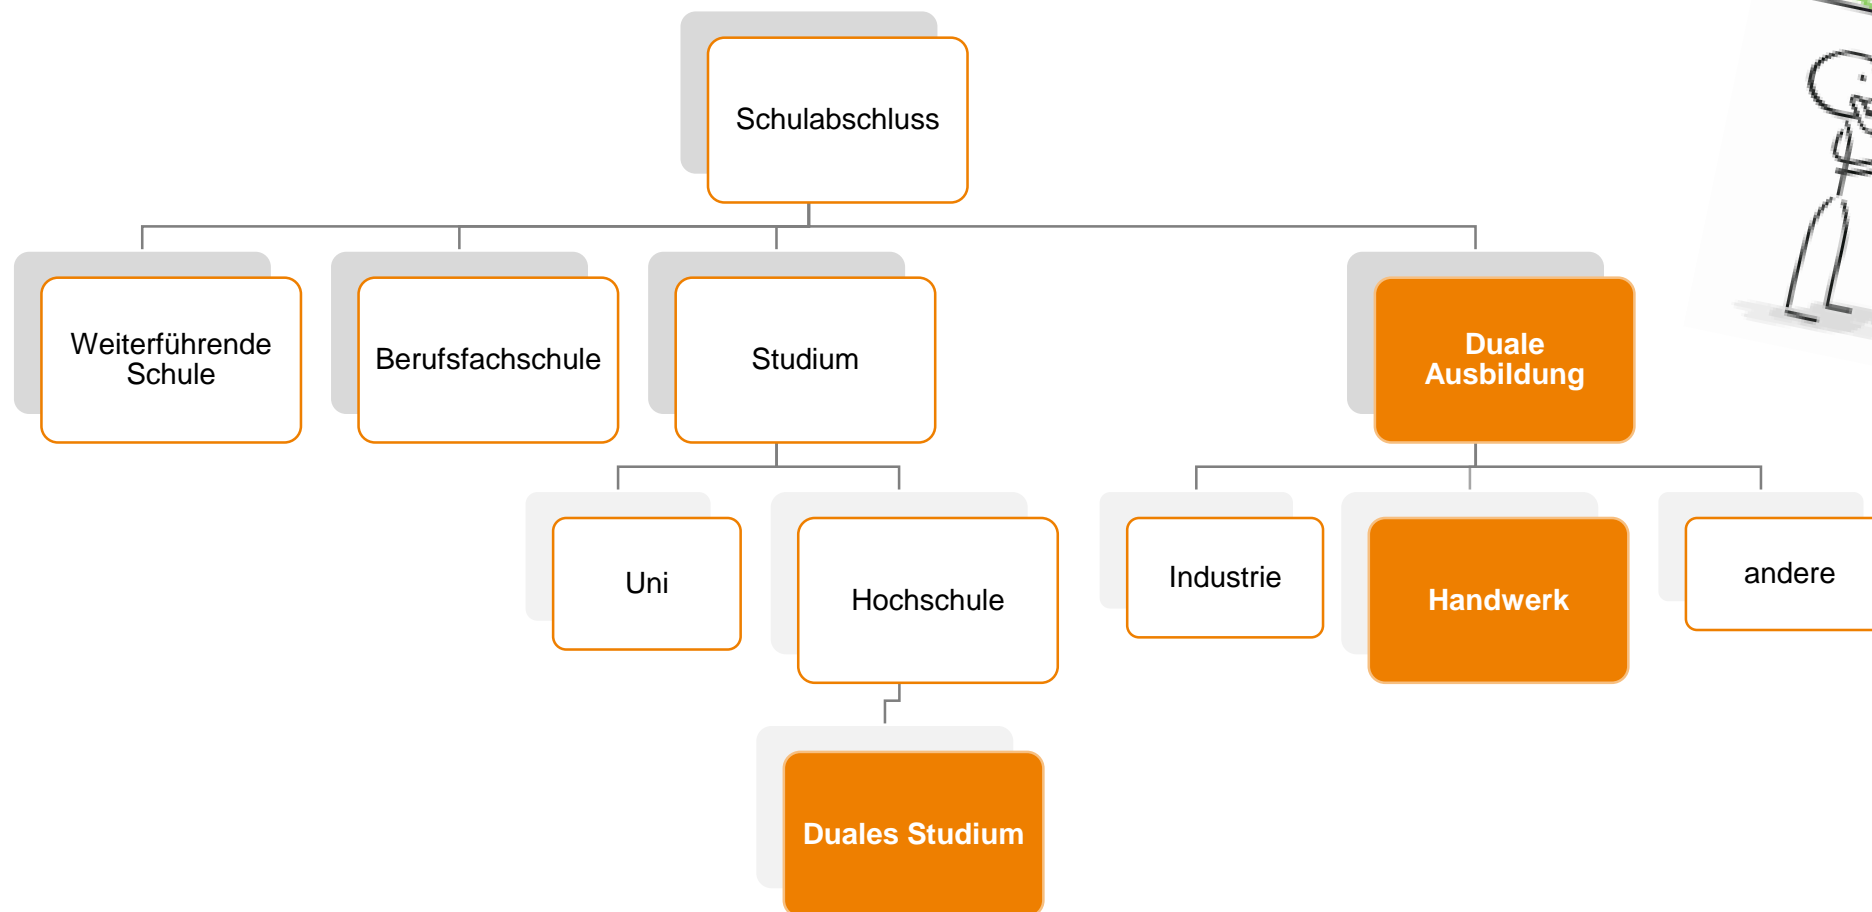 Schulabschluss
Weiterführende
Schule
Berufsfachschule
Studium
Duale
Ausbildung
Uni
Hochschule
Industrie
Handwerk
andere
Duales Studium